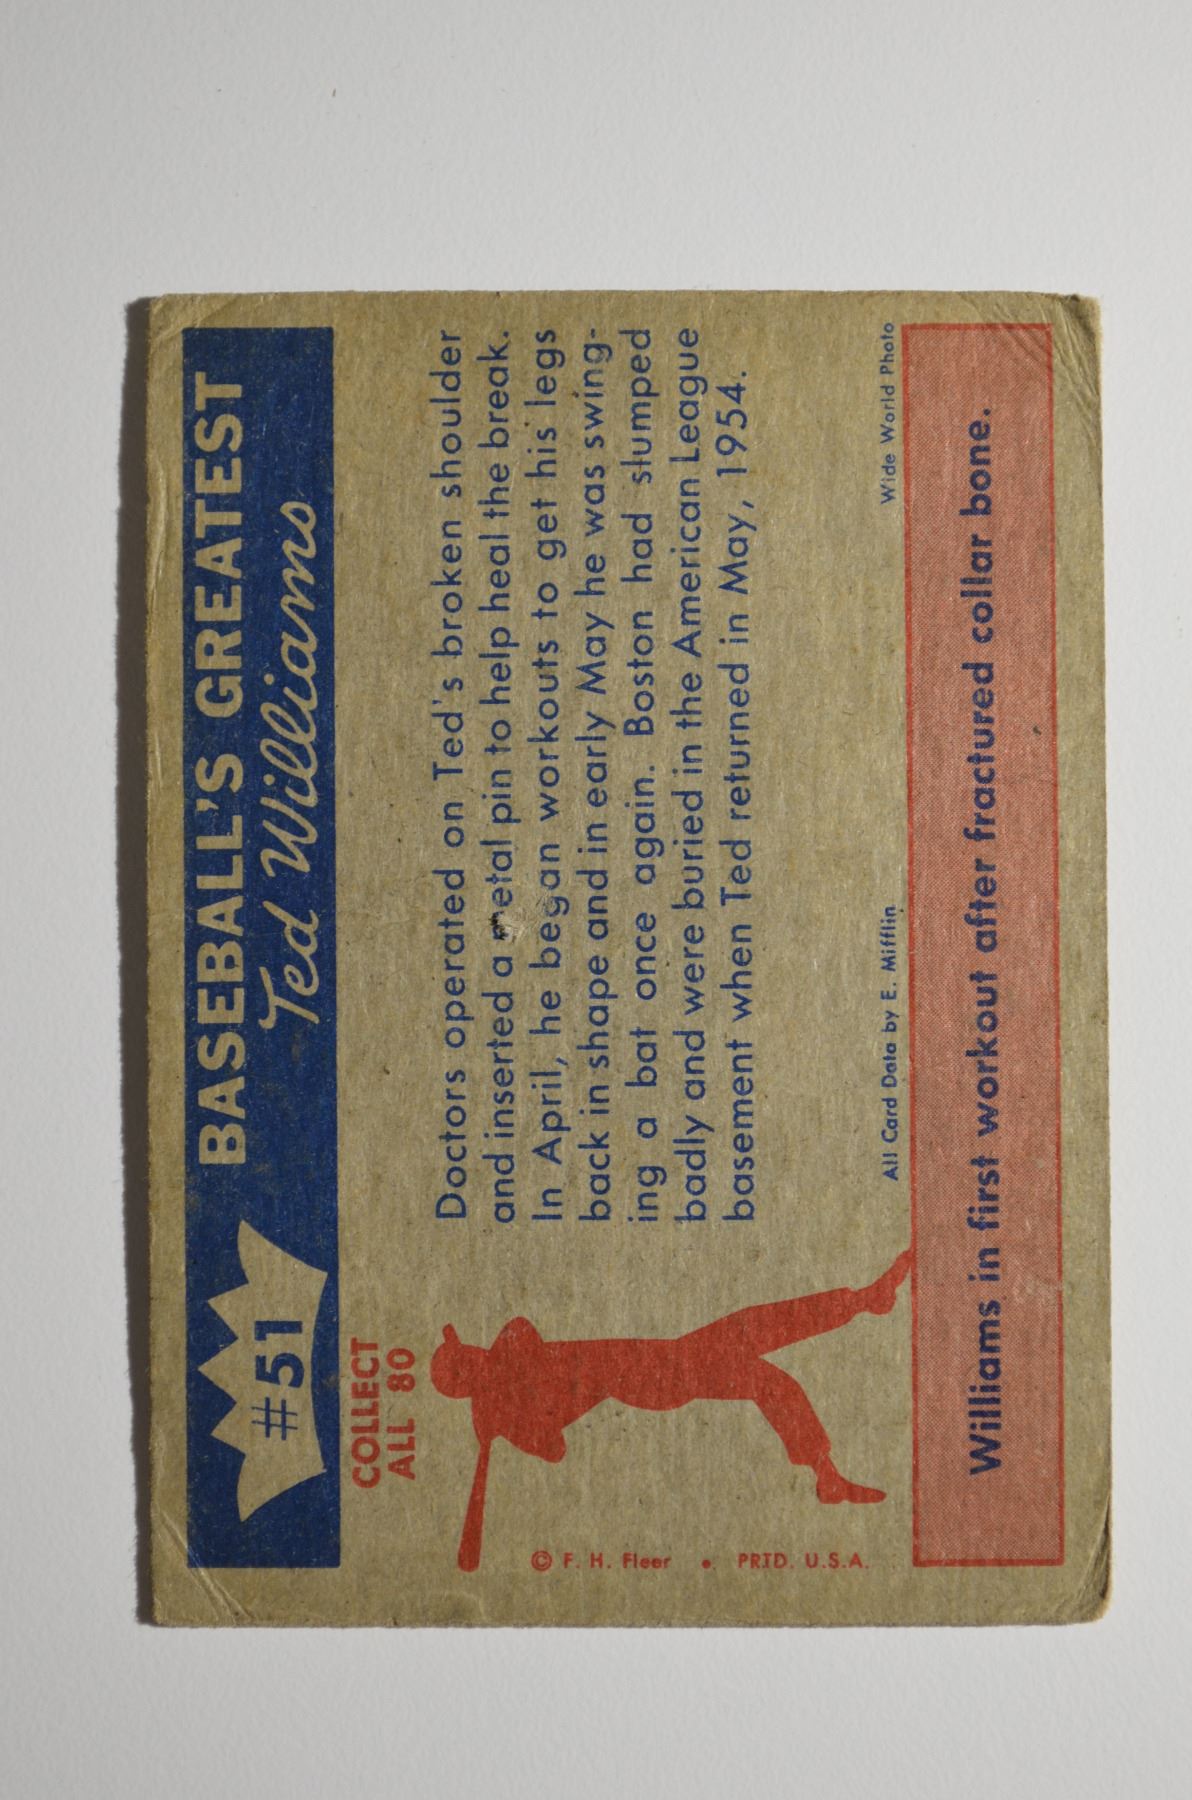 #51
BASEBALL'S GREATEST
Ted Williams
COLLECT
ALL 80
Doctors operated on Ted's broken shoulder
and inserted a metal pin to help heal the break.
In April, he began workouts to get his legs
back in shape and in early May he was swing-
ing a bat once again. Boston had slumped
badly and were buried in the American League
basement when Ted returned in May, 1954.
© F. H. Fleer • PRTD. U.S.A.
All Card Data by E. Mifflin
Wide World Photo
Williams in first workout after fractured collar bone.